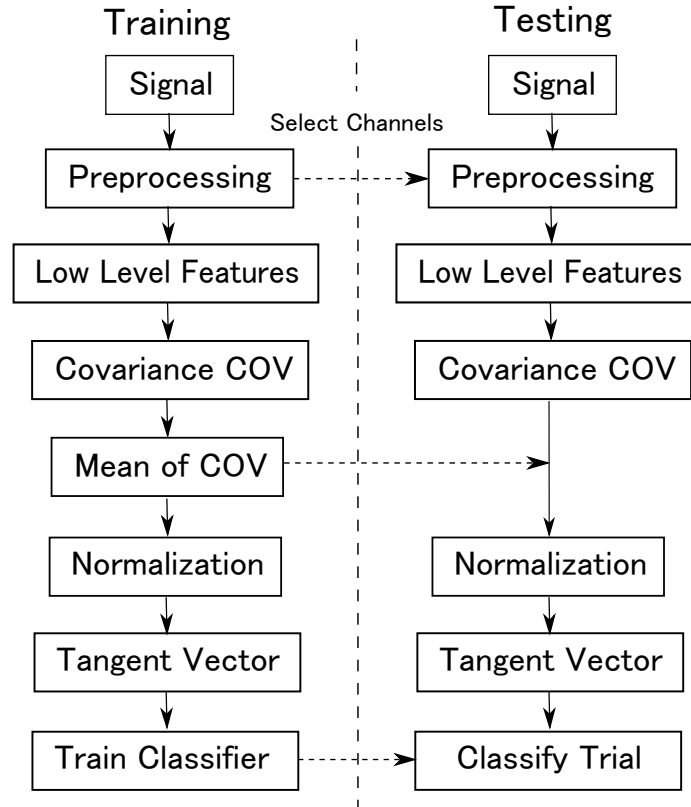 Training
Testing
Signal
Signal
Select Channels
Preprocessing
Preprocessing
Low Level Features
Low Level Features
Covariance COV
Covariance COV
Mean of COV
Normalization
Normalization
Tangent Vector
Tangent Vector
Train Classifier
Classify Trial